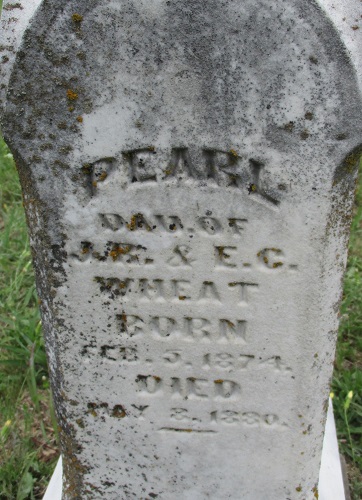 PEARL
DAU. OF
J.R. & E.C.
WHEAT
BORN
FEB. 5. 1874.
DIED
MAY 8. 1880.